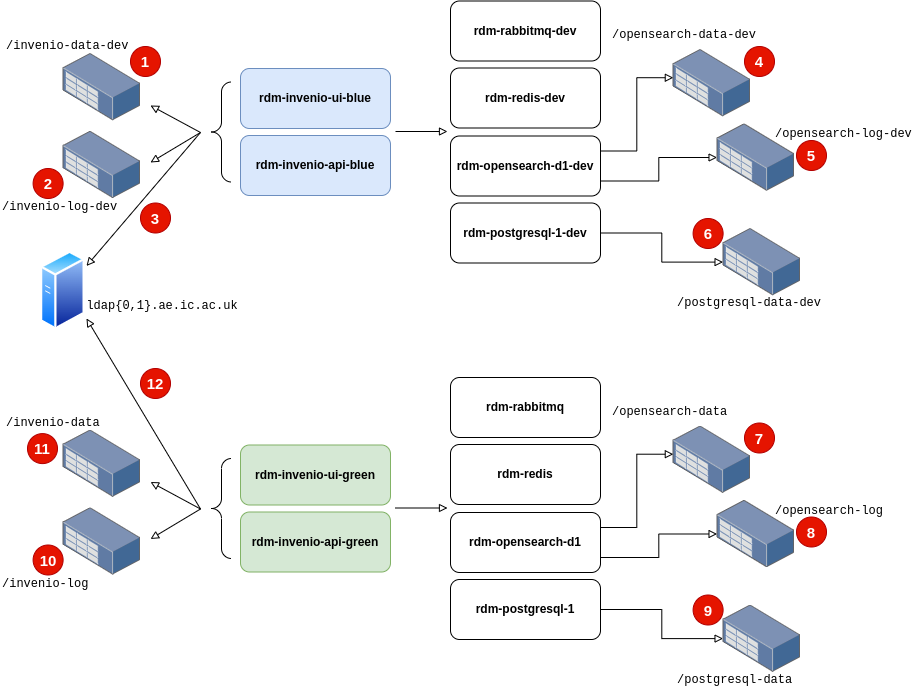 /invenio-data-dev
1
2
/invenio-log-dev
3
ldap{0,1}.ae.ic.ac.uk
rdm-invenio-ui-blue
rdm-invenio-api-blue
rdm-rabbitmq-dev
rdm-redis-dev
rdm-opensearch-d1-dev
rdm-postgresql-1-dev
/opensearch-data-dev
4
/opensearch-log-dev
5
6
/postgresql-data-dev
12
/invenio-data
11
10
/invenio-log
rdm-invenio-ui-green
rdm-invenio-api-green
rdm-rabbitmq
rdm-redis
rdm-opensearch-d1
rdm-postgresql-1
/opensearch-data
7
/opensearch-log
8
9
/postgresql-data